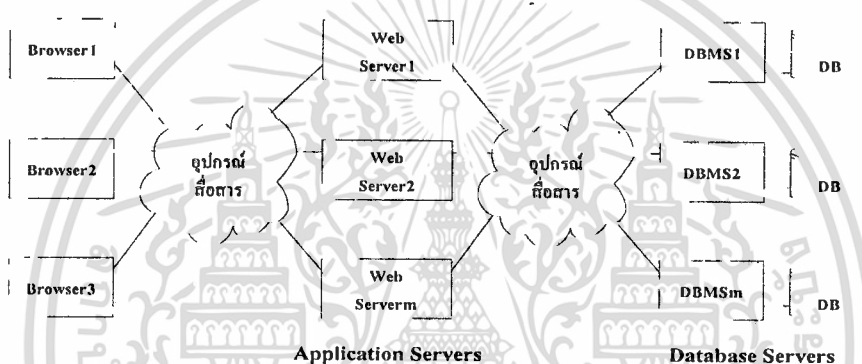 Browser1
Web
Server1
DBMS1
DB
Browser2
อุปกรณ์
สื่อสาร
Web
Server2
อุปกรณ์
สื่อสาร
DBMS2
DB
Browser3
Web
Serverm
DBMSm
DB
Application Servers
Database Servers